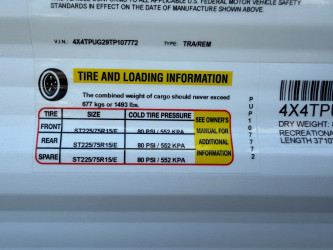 STANDARDS IN EFFECT ON THE DATE OF MANUFACTURE SHOWN ABOVE.
V.I.N.: 4X4TPUG29TP107772 TYPE: TRA/REM
TIRE AND LOADING INFORMATION
The combined weight of cargo should never exceed
677 kgs or 1493 lbs.
TIRE SIZE COLD TIRE PRESSURE SEE OWNER'S MANUAL FOR ADDITIONAL INFORMATION
FRONT ST225/75R15/E 80 PSI / 552 KPA
REAR ST225/75R15/E 80 PSI / 552 KPA
SPARE ST225/75R15/E 80 PSI / 552 KPA
PUP107772
4X4TP
DRY WEIGHT:
RECREATIONAL
LENGTH 37'10